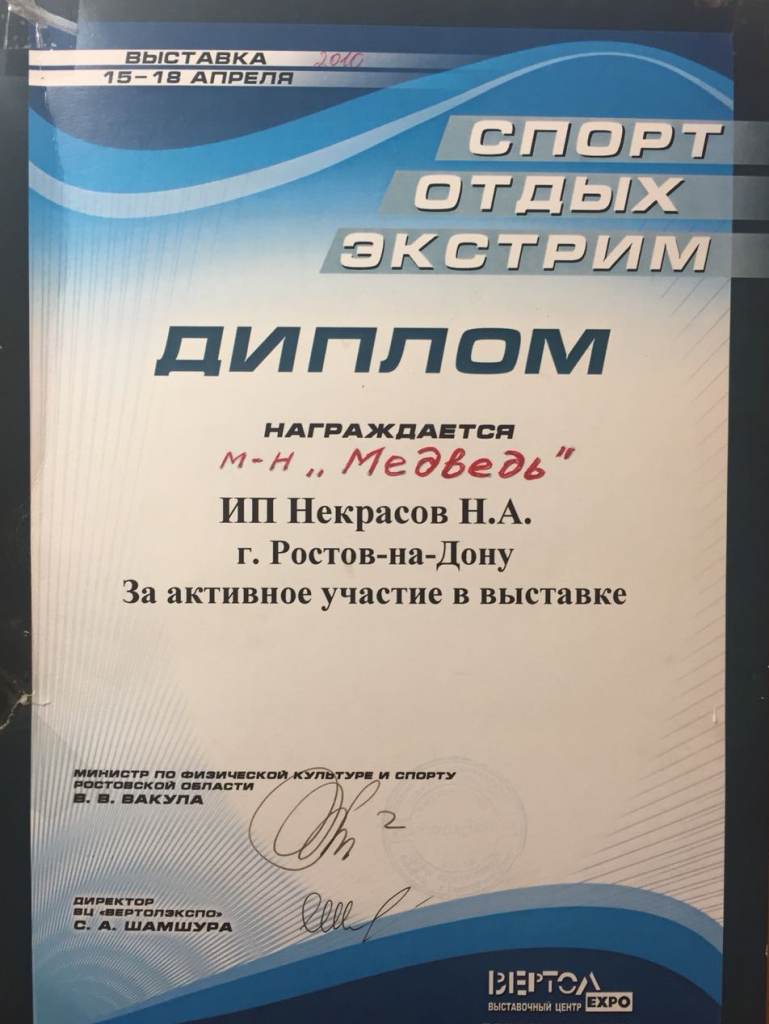 ВЫСТАВКА 2010
15-18 АПРЕЛЯ
СПОРТ
ОТДЫХ
ЭКСТРИМ
ДИПЛОМ
НАГРАЖДАЕТСЯ
м-н „Медведь"
ИП Некрасов Н.А.
г. Ростов-на-Дону
За активное участие в выставке
МИНИСТР ПО ФИЗИЧЕСКОЙ КУЛЬТУРЕ И СПОРТУ
РОСТОВСКОЙ ОБЛАСТИ
В. В. ВАКУЛА
ДИРЕКТОР
ВЦ «ВЕРТОЛЭКСПО»
С. А. ШАМШУРА
ВЕРТОЛ
ВЫСТАВОЧНЫЙ ЦЕНТР EXPO